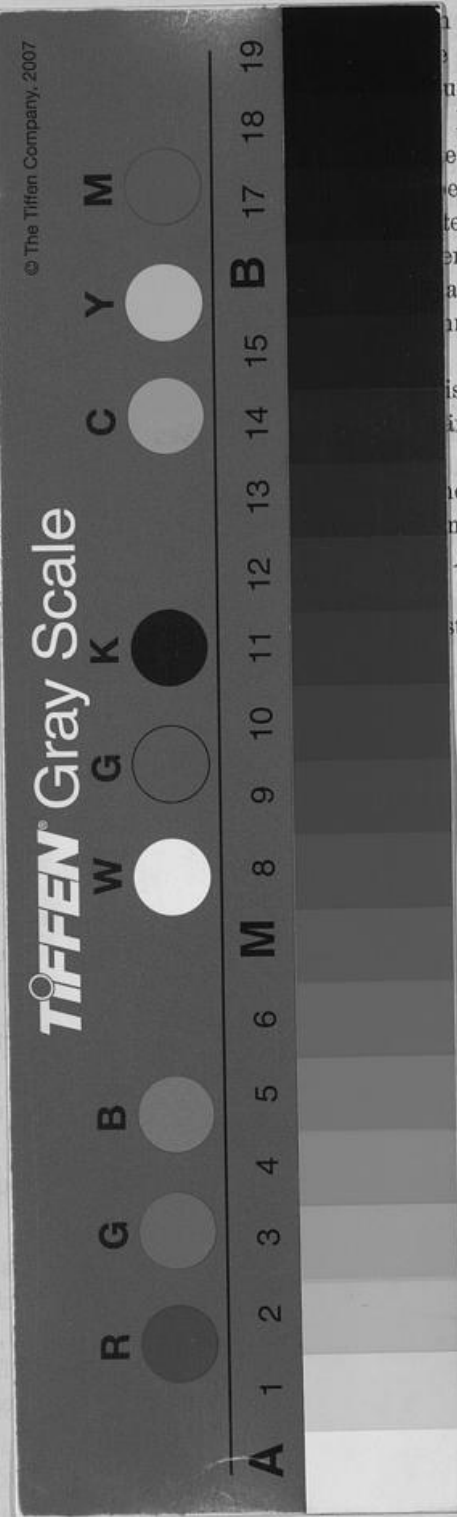 © The Tiffen Company, 2007
TIFFEN® Gray Scale
R G B W G K C Y M
A 1 2 3 4 5 6 M 8 9 10 11 12 13 14 15 B 17 18 19